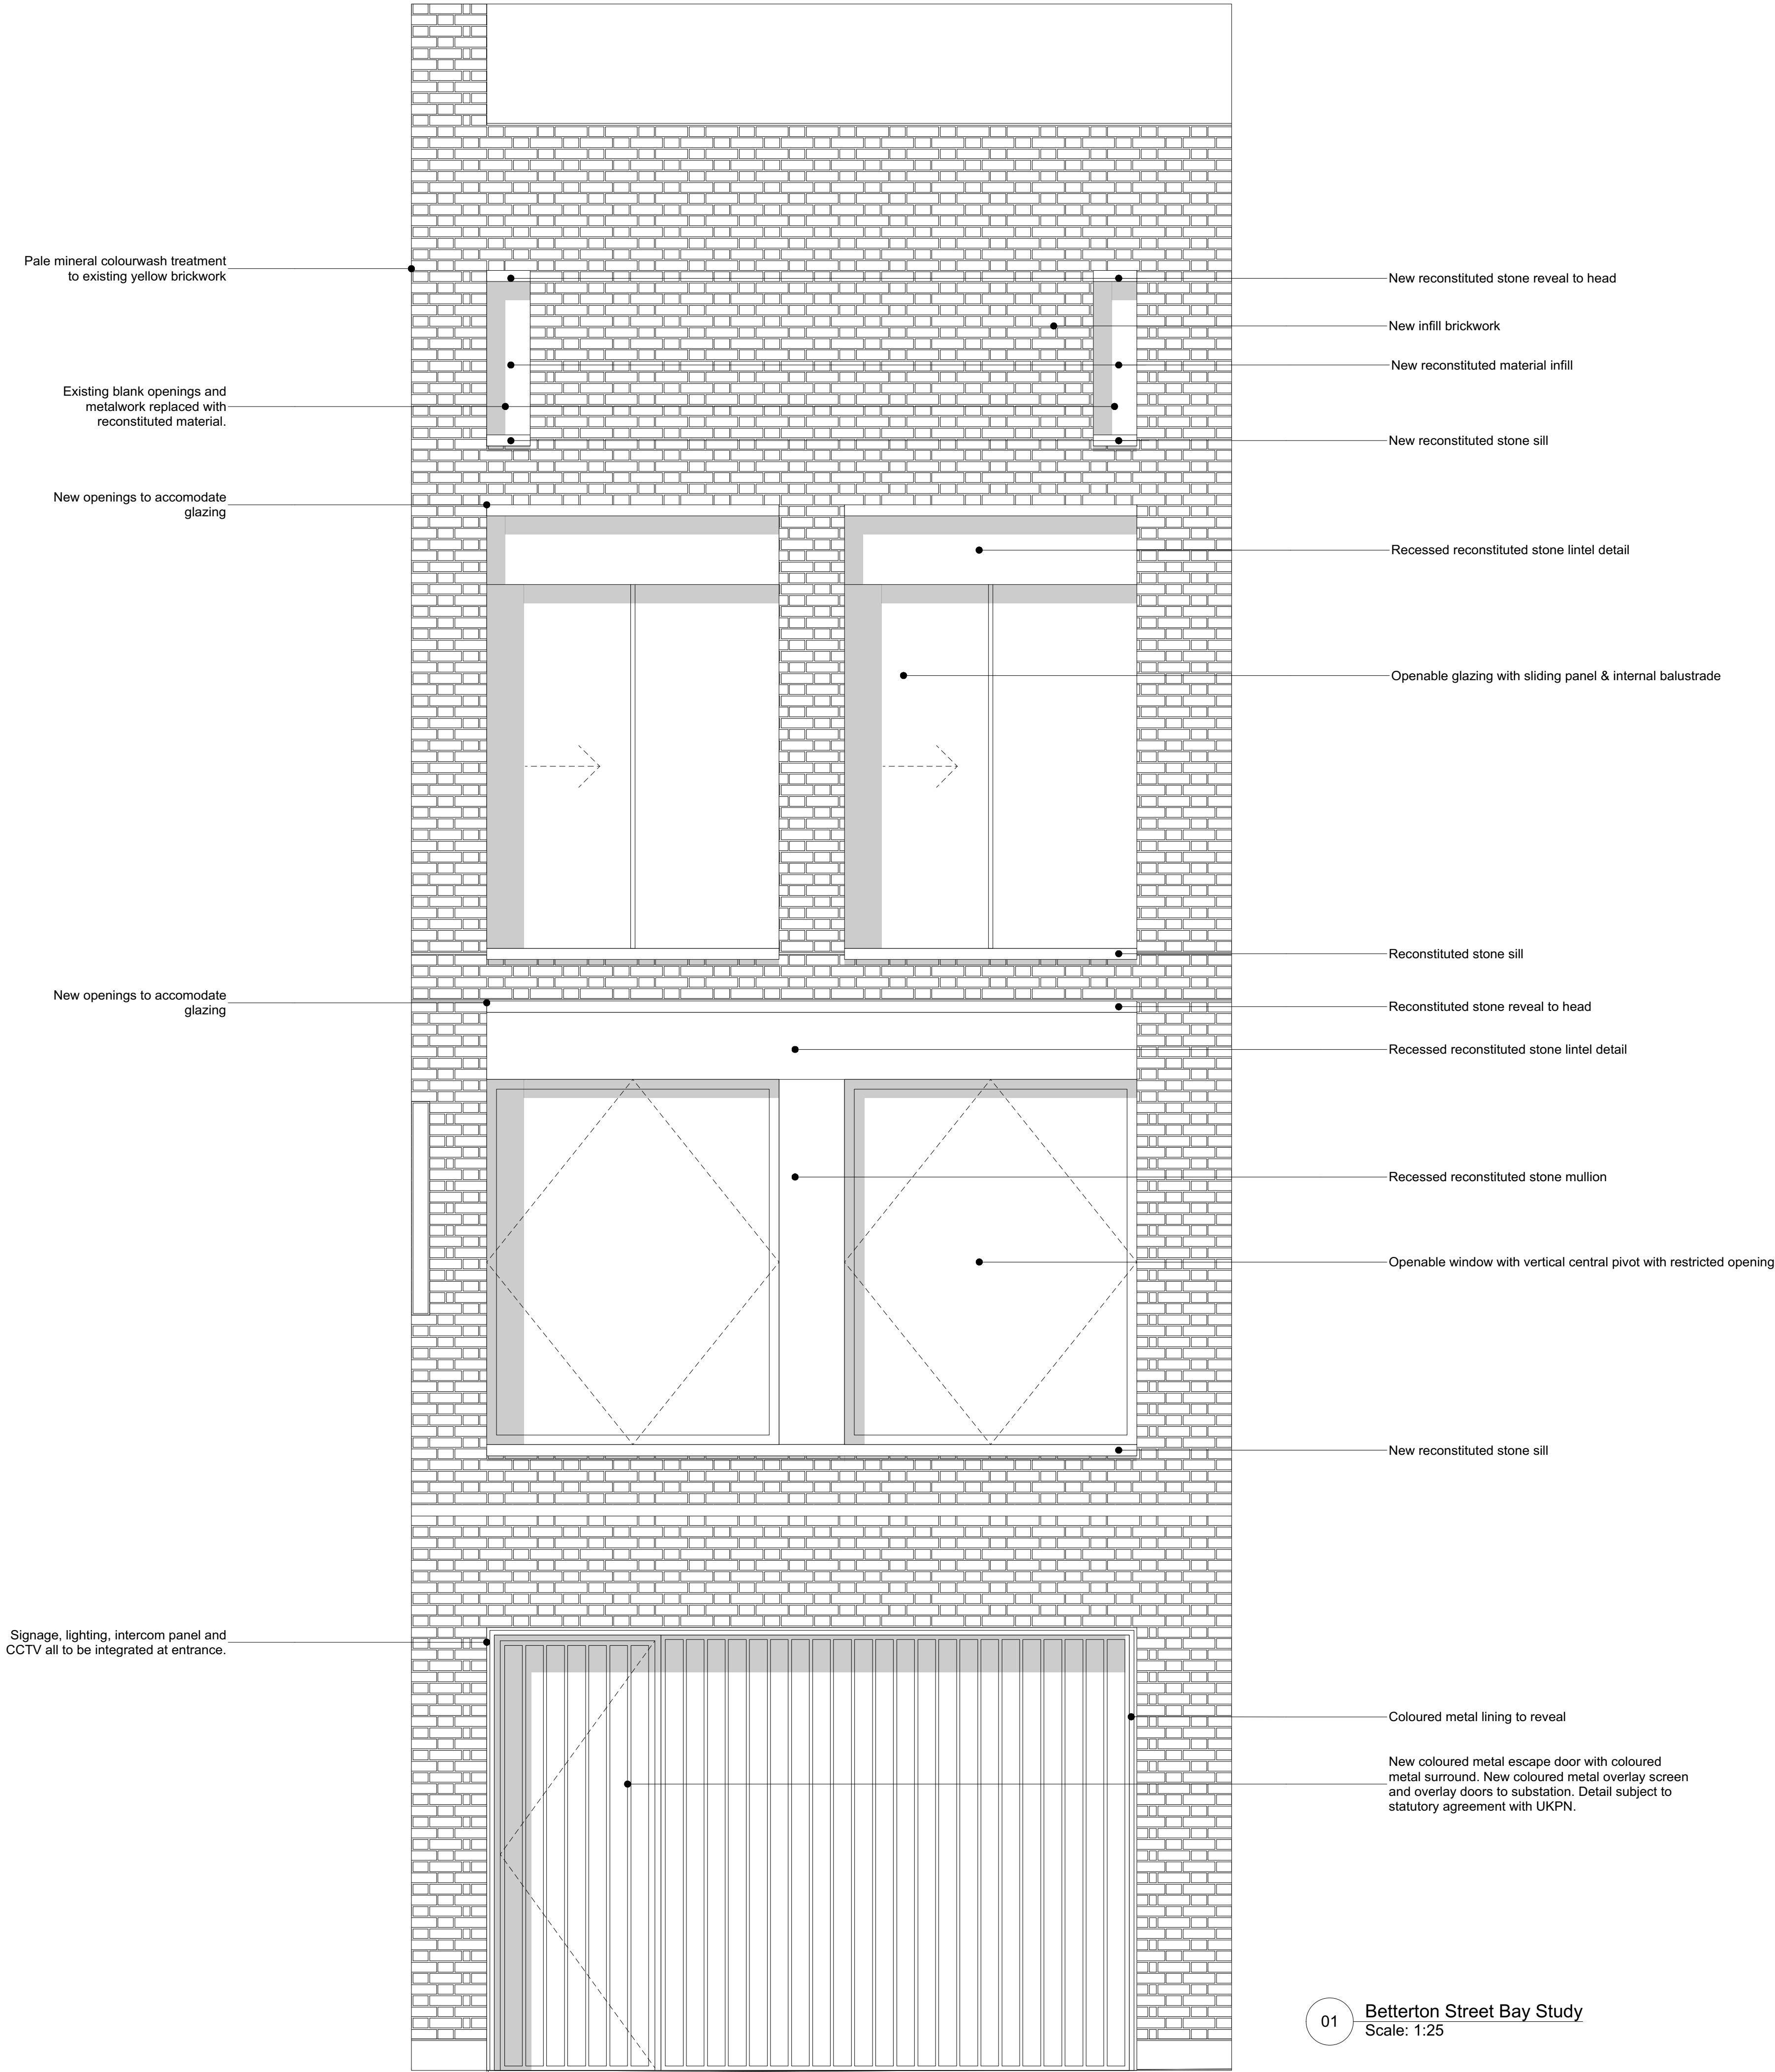 Pale mineral colourwash treatment
to existing yellow brickwork
Existing blank openings and
metalwork replaced with
reconstituted material.
New openings to accomodate
glazing
New openings to accomodate
glazing
Signage, lighting, intercom panel and
CCTV all to be integrated at entrance.
New reconstituted stone reveal to head
New infill brickwork
New reconstituted material infill
New reconstituted stone sill
Recessed reconstituted stone lintel detail
Openable glazing with sliding panel & internal balustrade
Reconstituted stone sill
Reconstituted stone reveal to head
Recessed reconstituted stone lintel detail
Recessed reconstituted stone mullion
Openable window with vertical central pivot with restricted opening
New reconstituted stone sill
Coloured metal lining to reveal
New coloured metal escape door with coloured
metal surround. New coloured metal overlay screen
and overlay doors to substation. Detail subject to
statutory agreement with UKPN.
01
Betterton Street Bay Study
Scale: 1:25